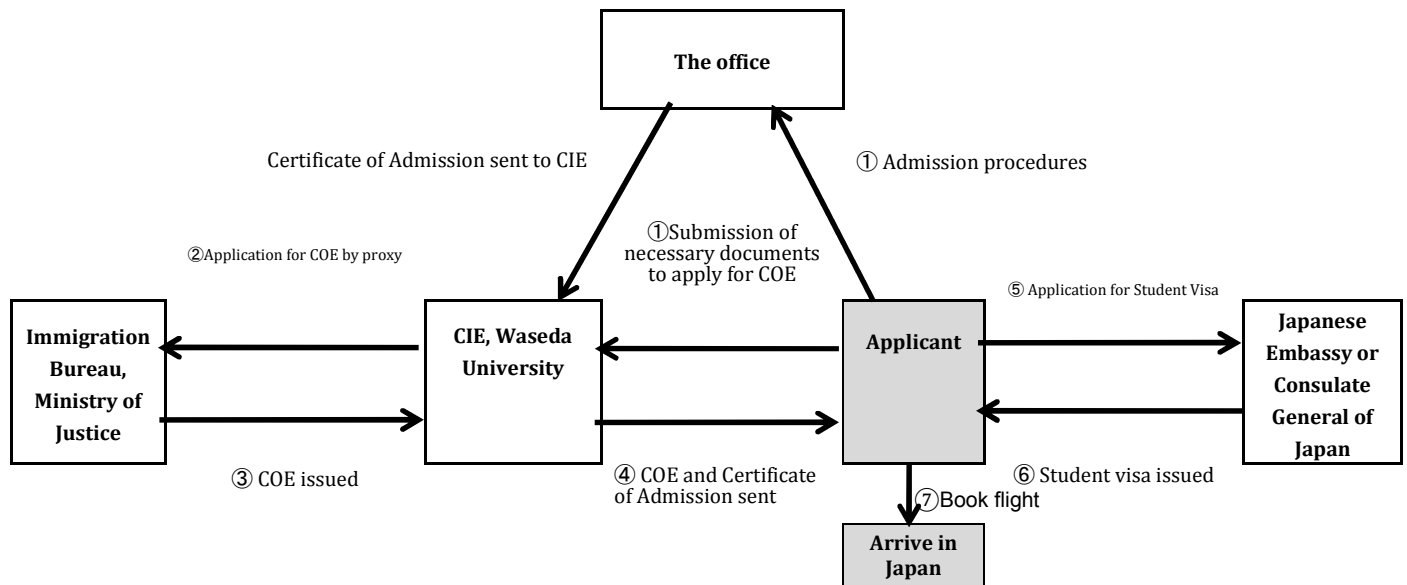 The office
Certificate of Admission sent to CIE
① Admission procedures
①Submission of
necessary documents
to apply for COE
②Application for COE by proxy
⑤ Application for Student Visa
Immigration
Bureau,
Ministry of
Justice
CIE, Waseda
University
Applicant
Japanese
Embassy or
Consulate
General of
Japan
③ COE issued
④ COE and Certificate
of Admission sent
⑥ Student visa issued
⑦Book flight
Arrive in
Japan